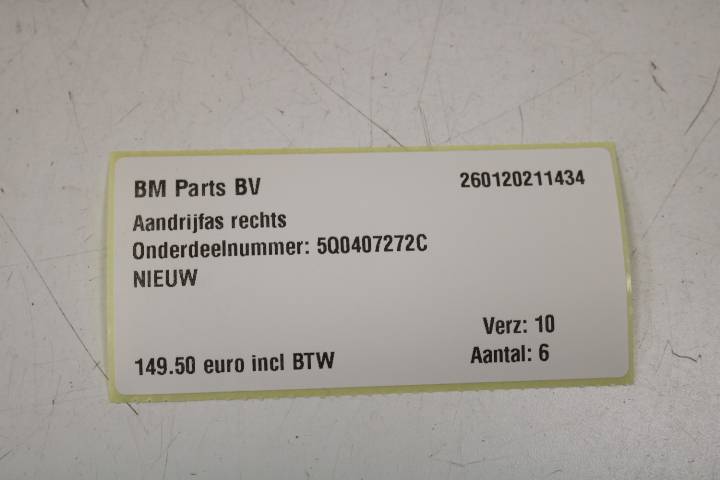 BM Parts BV
260120211434
Aandrijfas rechts
Onderdeelnummer: 5Q0407272C
NIEUW
Verz: 10
149.50 euro incl BTW
Aantal: 6